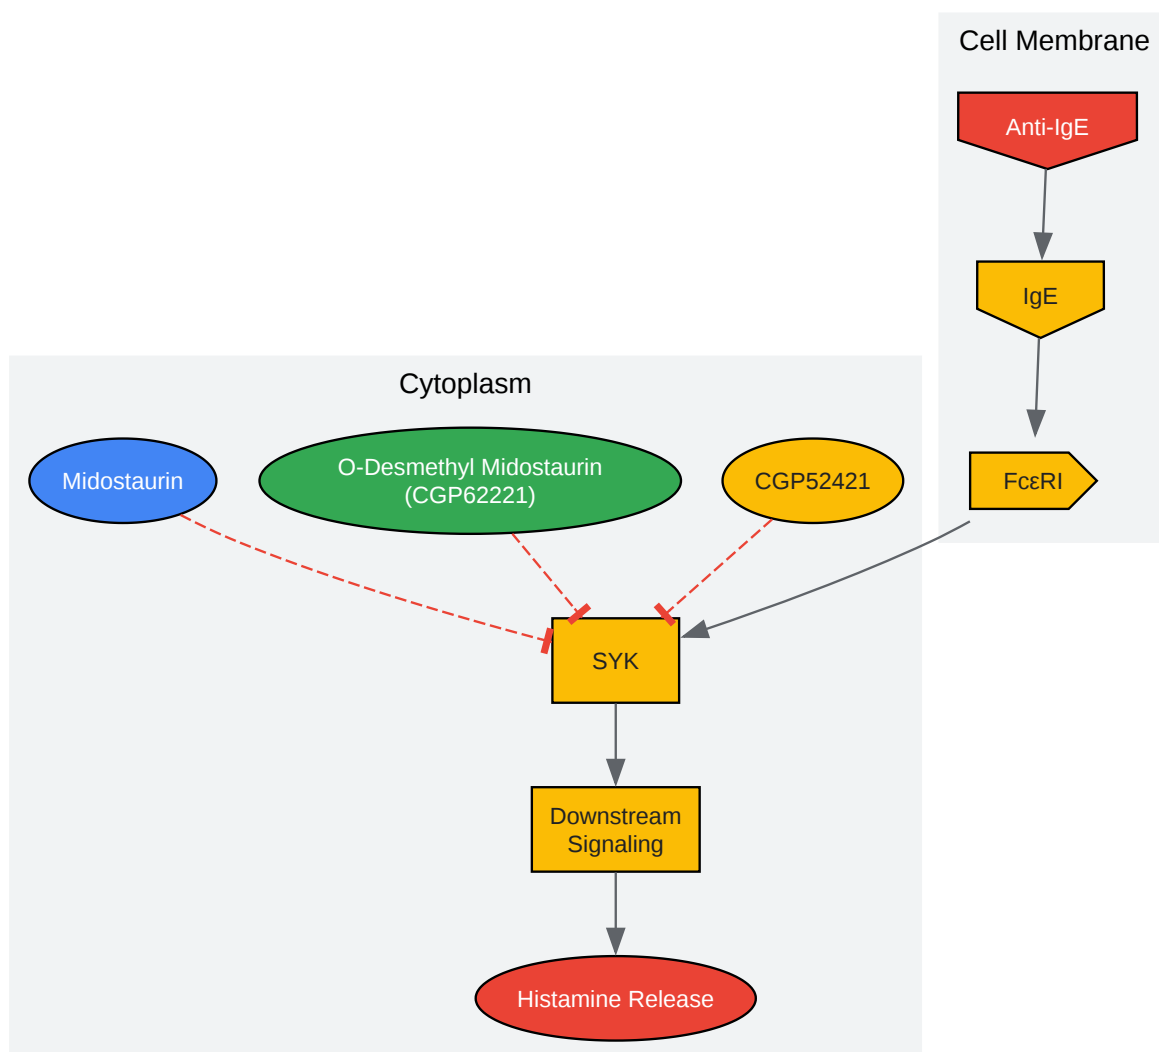 Cell Membrane
Anti-IgE
IgE
Cytoplasm
Midostaurin
O-Desmethyl Midostaurin
(CGP62221)
CGP52421
FcεRI
SYK
Downstream
Signaling
Histamine Release